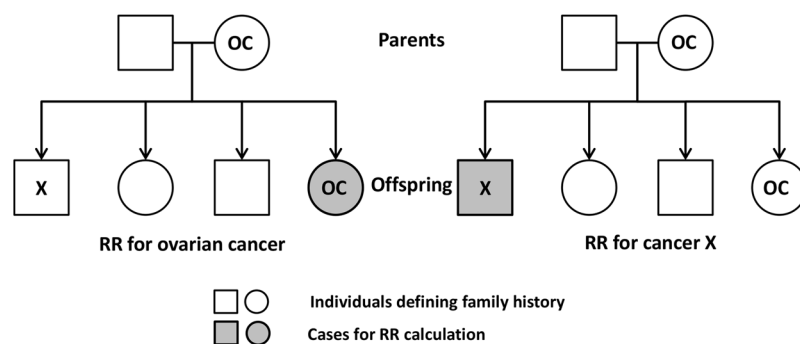 OC Parents OC
X OC Offspring X OC
RR for ovarian cancer RR for cancer X
Individuals defining family history
Cases for RR calculation